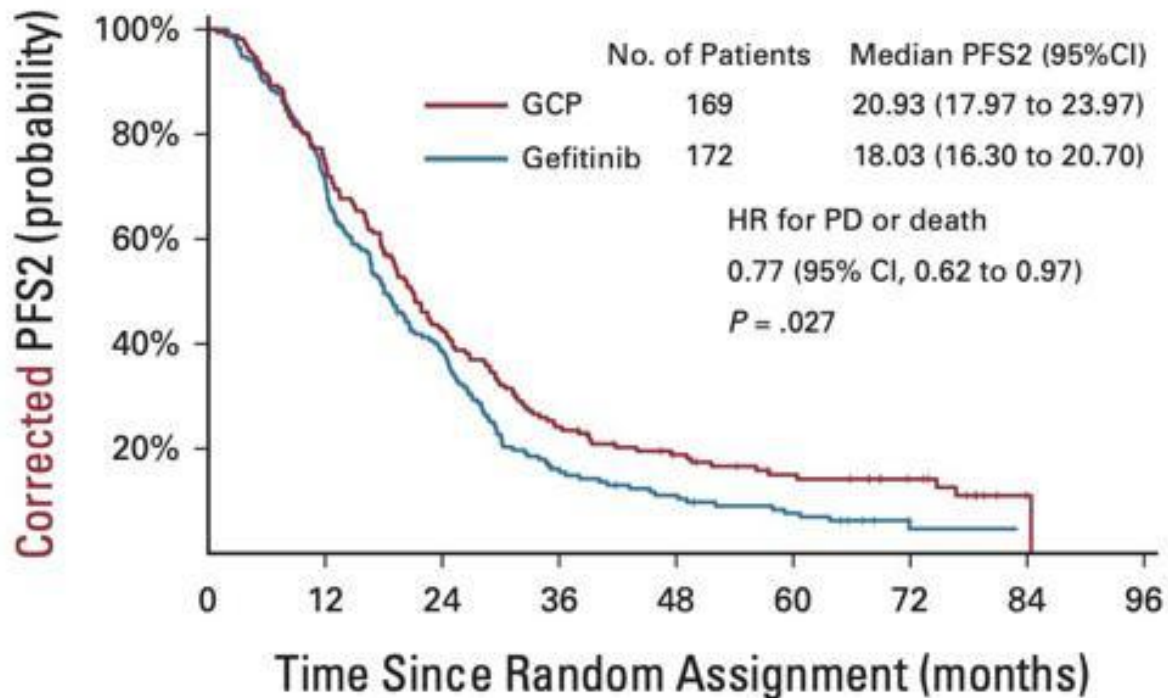 Corrected PFS2 (probability)
100%
80%
60%
40%
20%
No. of Patients Median PFS2 (95%CI)
GCP 169 20.93 (17.97 to 23.97)
Gefitinib 172 18.03 (16.30 to 20.70)
HR for PD or death
0.77 (95% CI, 0.62 to 0.97)
P = .027
0 12 24 36 48 60 72 84 96
Time Since Random Assignment (months)